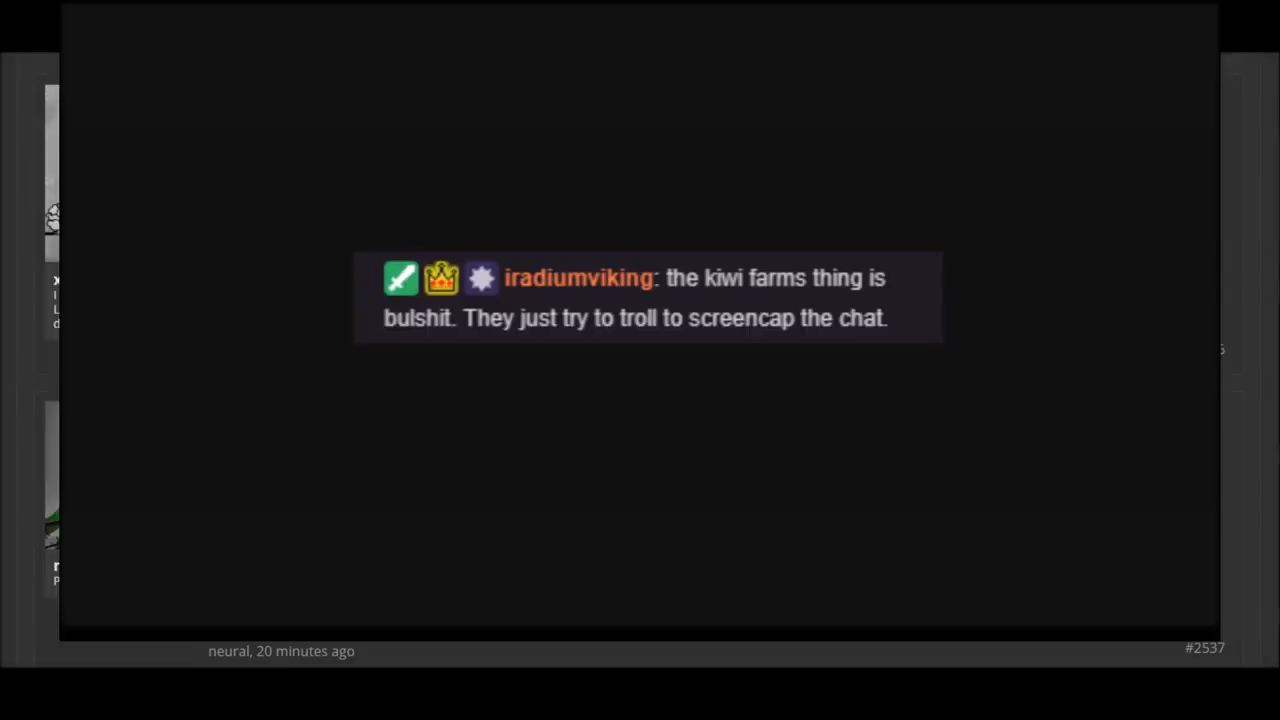 iradiumviking: the kiwi farms thing is
bulshit. They just try to troll to screencap the chat.
neural, 20 minutes ago
#2537